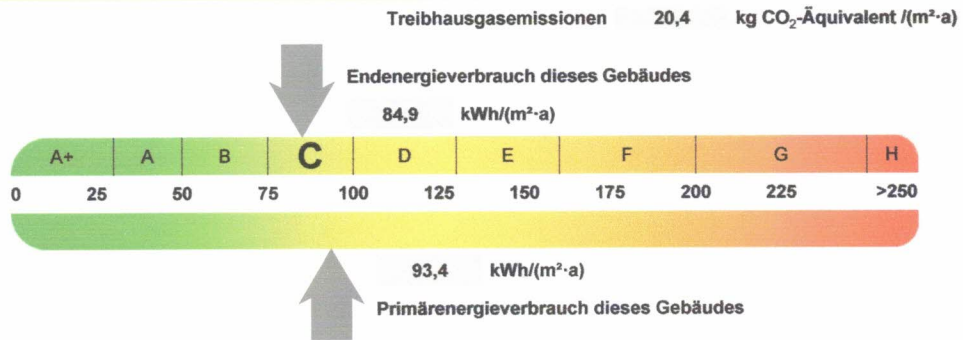 Treibhausgasemissionen 20,4 kg CO₂-Äquivalent /(m²·a)
Endenergieverbrauch dieses Gebäudes
84,9 kWh/(m²·a)
A+ A B C D E F G H
0 25 50 75 100 125 150 175 200 225 >250
93,4 kWh/(m²·a)
Primärenergieverbrauch dieses Gebäudes